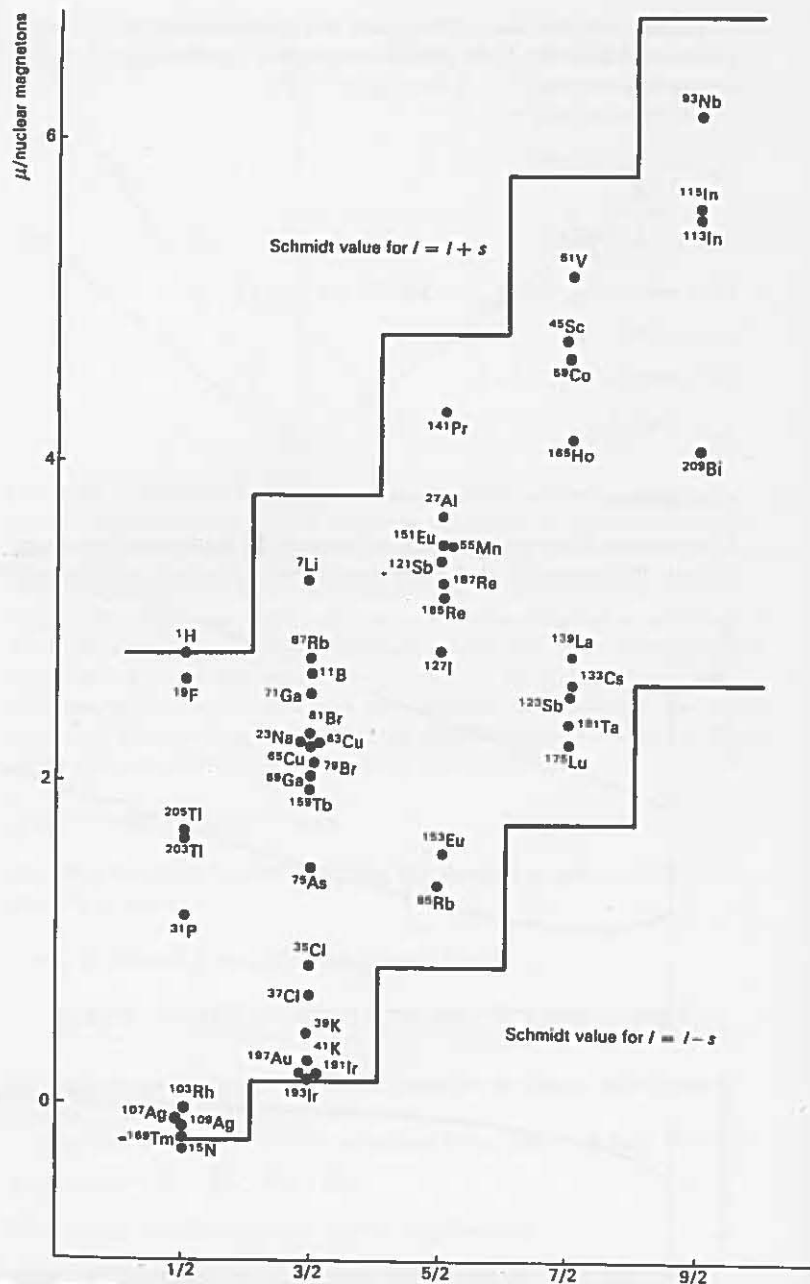 μ/nuclear magnetons
6
4
2
0
Schmidt value for I = l + s
Schmidt value for I = l - s
⁹³Nb
¹¹⁵In
¹¹³In
⁵¹V
⁴⁵Sc
⁵⁹Co
¹⁴¹Pr
¹⁶⁵Ho
²⁰⁹Bi
²⁷Al
¹⁵¹Eu
⁵⁵Mn
¹²¹Sb
¹⁸⁷Re
¹⁸⁵Re
⁷Li
¹H
¹⁹F
⁸⁷Rb
¹¹B
⁷¹Ga
¹²⁷I
¹³⁹La
¹³³Cs
¹²³Sb
¹⁸¹Ta
¹⁷⁵Lu
⁸¹Br
²³Na
⁶³Cu
⁶⁵Cu
⁷⁹Br
⁶⁹Ga
¹⁵⁹Tb
²⁰⁵Tl
²⁰³Tl
¹⁵³Eu
⁸⁵Rb
⁷⁵As
³¹P
³⁵Cl
³⁷Cl
³⁹K
⁴¹K
¹⁹⁷Au
¹⁹¹Ir
¹⁹³Ir
¹⁰³Rh
¹⁰⁷Ag
¹⁰⁹Ag
¹⁶⁹Tm
¹⁵N
1/2 3/2 5/2 7/2 9/2